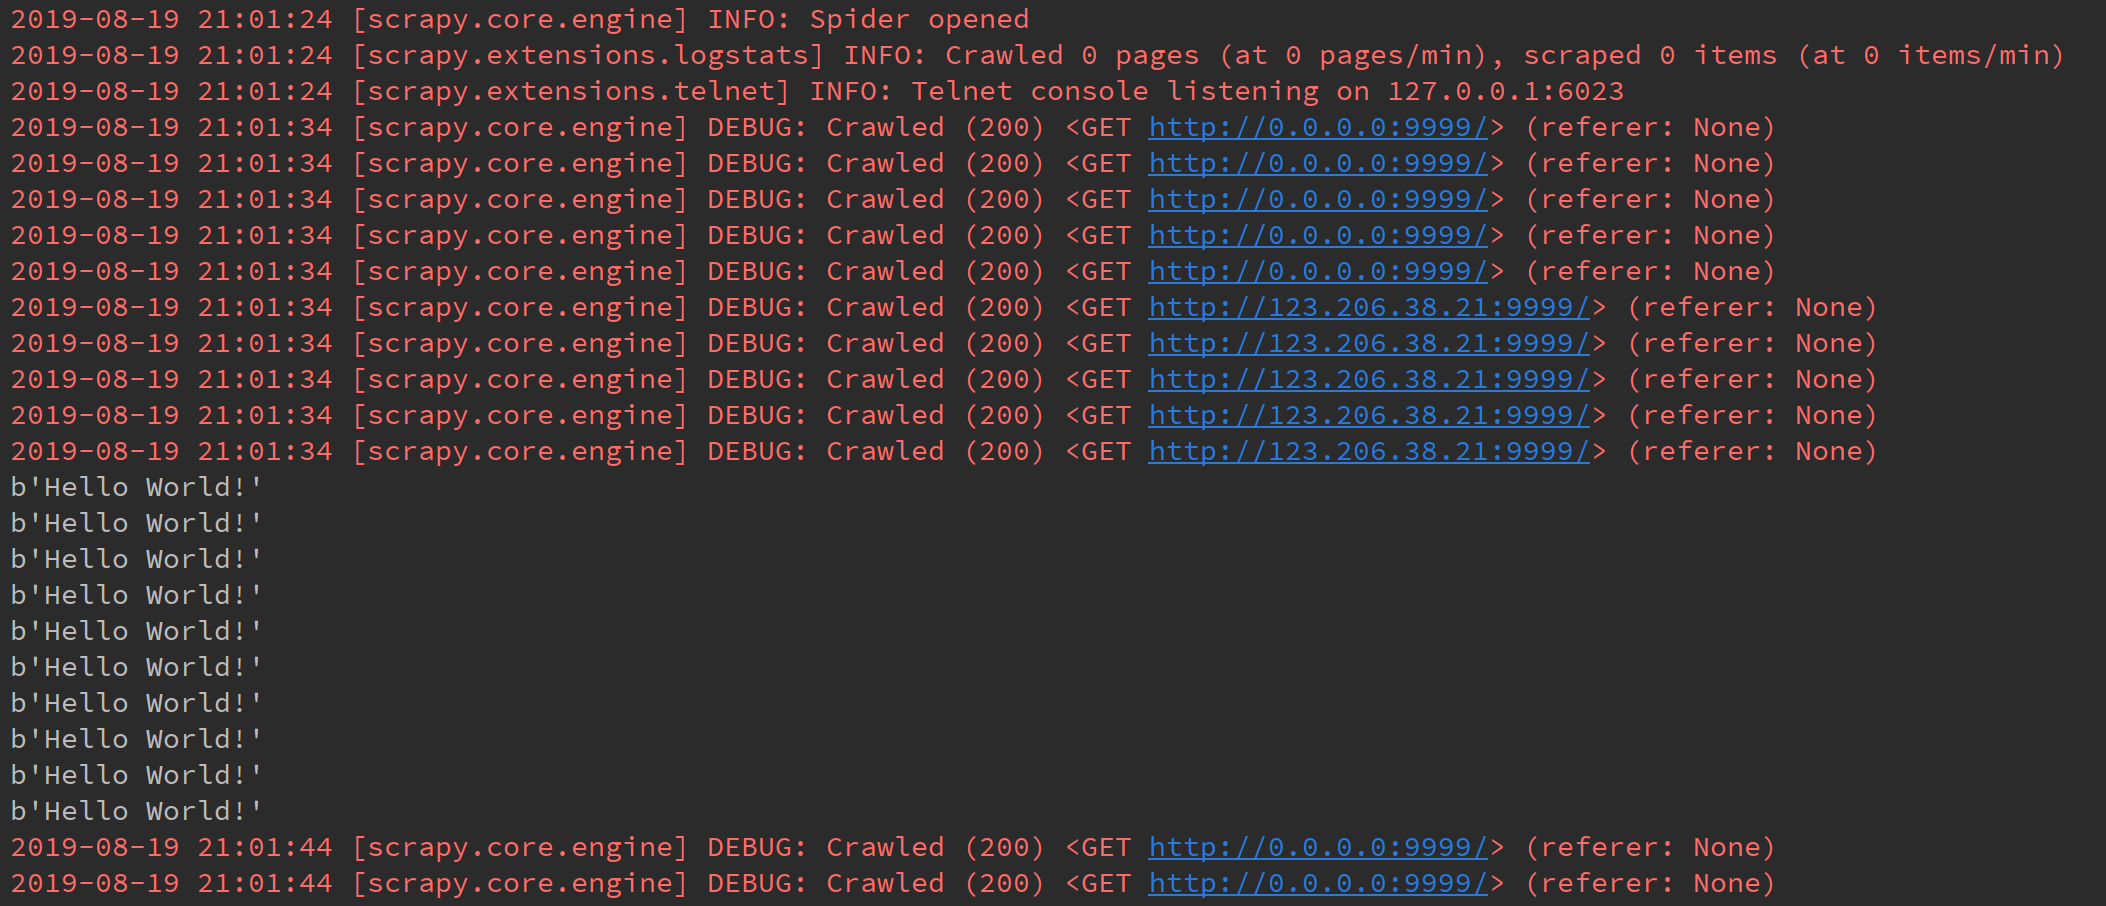 2019-08-19 21:01:24 [scrapy.core.engine] INFO: Spider opened
2019-08-19 21:01:24 [scrapy.extensions.logstats] INFO: Crawled 0 pages (at 0 pages/min), scraped 0 items (at 0 items/min)
2019-08-19 21:01:24 [scrapy.extensions.telnet] INFO: Telnet console listening on 127.0.0.1:6023
2019-08-19 21:01:34 [scrapy.core.engine] DEBUG: Crawled (200) <GET http://0.0.0.0:9999/> (referer: None)
2019-08-19 21:01:34 [scrapy.core.engine] DEBUG: Crawled (200) <GET http://0.0.0.0:9999/> (referer: None)
2019-08-19 21:01:34 [scrapy.core.engine] DEBUG: Crawled (200) <GET http://0.0.0.0:9999/> (referer: None)
2019-08-19 21:01:34 [scrapy.core.engine] DEBUG: Crawled (200) <GET http://0.0.0.0:9999/> (referer: None)
2019-08-19 21:01:34 [scrapy.core.engine] DEBUG: Crawled (200) <GET http://0.0.0.0:9999/> (referer: None)
2019-08-19 21:01:34 [scrapy.core.engine] DEBUG: Crawled (200) <GET http://123.206.38.21:9999/> (referer: None)
2019-08-19 21:01:34 [scrapy.core.engine] DEBUG: Crawled (200) <GET http://123.206.38.21:9999/> (referer: None)
2019-08-19 21:01:34 [scrapy.core.engine] DEBUG: Crawled (200) <GET http://123.206.38.21:9999/> (referer: None)
2019-08-19 21:01:34 [scrapy.core.engine] DEBUG: Crawled (200) <GET http://123.206.38.21:9999/> (referer: None)
2019-08-19 21:01:34 [scrapy.core.engine] DEBUG: Crawled (200) <GET http://123.206.38.21:9999/> (referer: None)
b'Hello World!'
b'Hello World!'
b'Hello World!'
b'Hello World!'
b'Hello World!'
b'Hello World!'
b'Hello World!'
b'Hello World!'
b'Hello World!'
b'Hello World!'
2019-08-19 21:01:44 [scrapy.core.engine] DEBUG: Crawled (200) <GET http://0.0.0.0:9999/> (referer: None)
2019-08-19 21:01:44 [scrapy.core.engine] DEBUG: Crawled (200) <GET http://0.0.0.0:9999/> (referer: None)